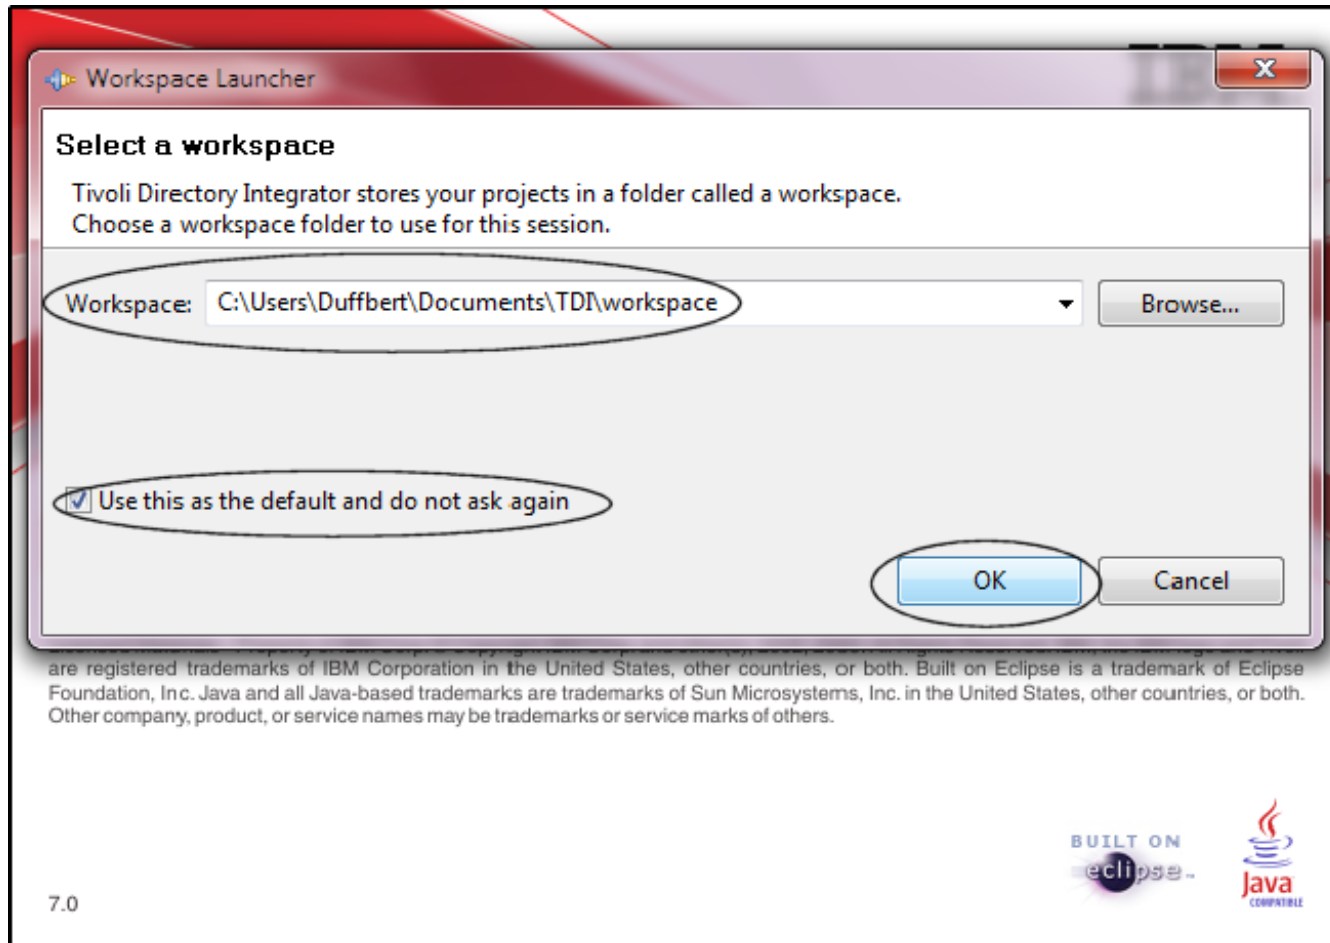 IBM
Workspace Launcher
X
Select a workspace
Tivoli Directory Integrator stores your projects in a folder called a workspace.
Choose a workspace folder to use for this session.
Workspace: C:\Users\Duffbert\Documents\TDI\workspace Browse...
Use this as the default and do not ask again
OK Cancel
are registered trademarks of IBM Corporation in the United States, other countries, or both. Built on Eclipse is a trademark of Eclipse
Foundation, Inc. Java and all Java-based trademarks are trademarks of Sun Microsystems, Inc. in the United States, other countries, or both.
Other company, product, or service names may be trademarks or service marks of others.
BUILT ON
eclipse™
Java
COMPATIBLE
7.0